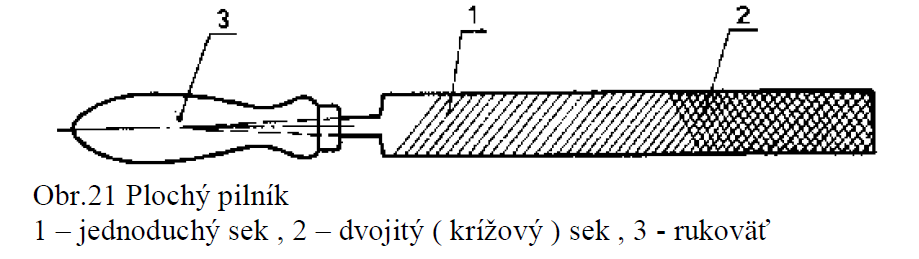 3 1 2
Obr.21 Plochý pilník
1 – jednoduchý sek , 2 – dvojitý ( krížový ) sek , 3 - rukoväť